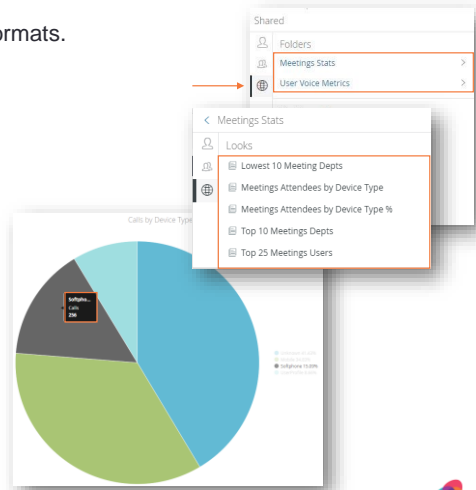 ormats.
Shared
Folders
Meetings Stats
User Voice Metrics
Meetings Stats
Looks
Lowest 10 Meeting Depts
Meetings Attendees by Device Type
Meetings Attendees by Device Type %
Top 10 Meetings Depts
Top 25 Meetings Users
Calls by Device Type
Softpho...
Calls
256
Softphone